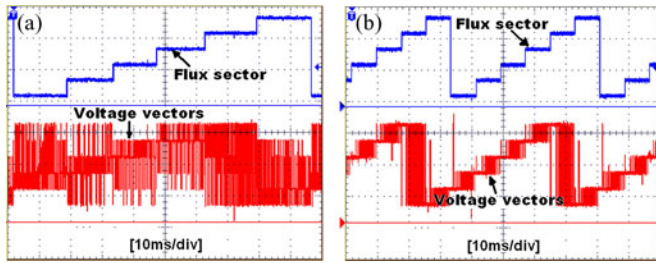 (a)
Flux sector
Voltage vectors
[10ms/div]
(b)
Flux sector
Voltage vectors
[10ms/div]